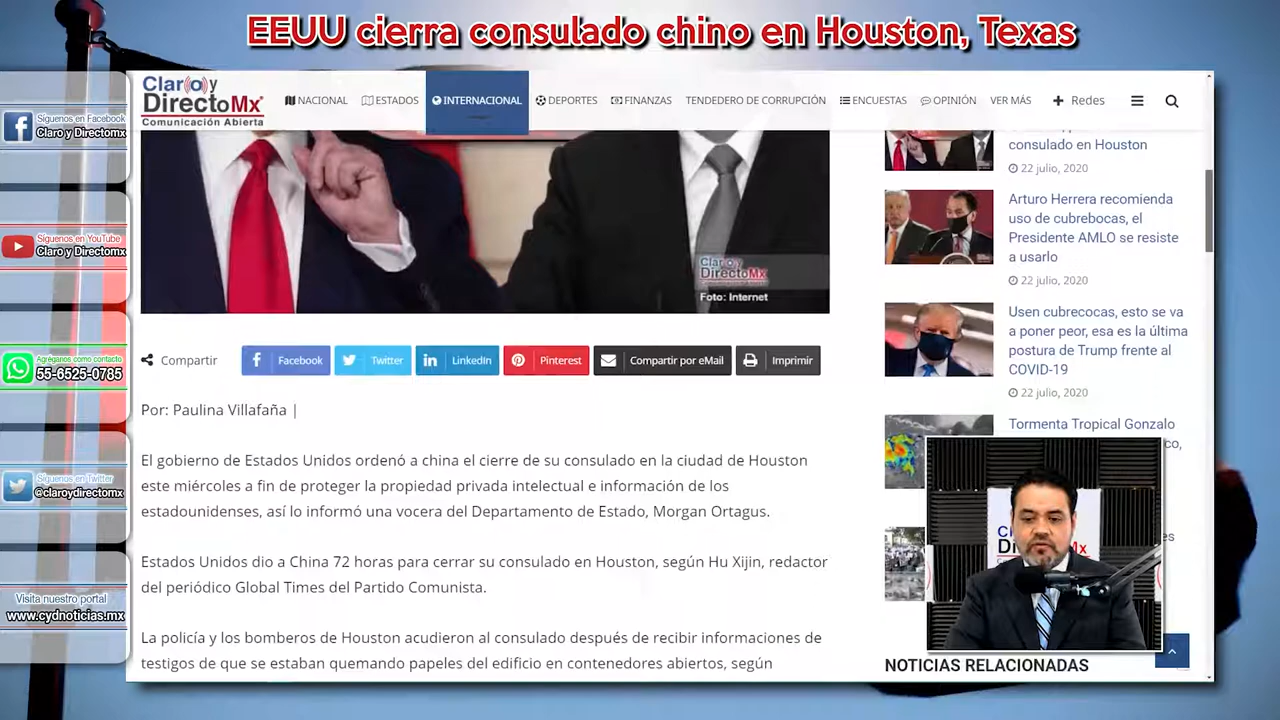 EEUU cierra consulado chino en Houston, Texas
Claro y
DirectoMx
Comunicación Abierta
NACIONAL
ESTADOS
INTERNACIONAL
DEPORTES
FINANZAS
TENDEDERO DE CORRUPCIÓN
ENCUESTAS
OPINIÓN
VER MÁS
Redes
Síguenos en Facebook
Claro y Directomx
Síguenos en YouTube
Claro y Directomx
Agréganos como contacto
55-6525-0785
Síguenos en Twitter
@claroydirectomx
Visita nuestro portal
www.cydnoticias.mx
Claro y
DirectoMx
Foto: Internet
Compartir
Facebook
Twitter
LinkedIn
Pinterest
Compartir por eMail
Imprimir
Por: Paulina Villafaña |
El gobierno de Estados Unidos ordenó a china el cierre de su consulado en la ciudad de Houston
este miércoles a fin de proteger la propiedad privada intelectual e información de los
estadounidenses, así lo informó una vocera del Departamento de Estado, Morgan Ortagus.
Estados Unidos dio a China 72 horas para cerrar su consulado en Houston, según Hu Xijin, redactor
del periódico Global Times del Partido Comunista.
La policía y los bomberos de Houston acudieron al consulado después de recibir informaciones de
testigos de que se estaban quemando papeles del edificio en contenedores abiertos, según
consulado en Houston
22 julio, 2020
Arturo Herrera recomienda
uso de cubrebocas, el
Presidente AMLO se resiste
a usarlo
22 julio, 2020
Usen cubrecocas, esto se va
a poner peor, esa es la última
postura de Trump frente al
COVID-19
22 julio, 2020
Tormenta Tropical Gonzalo
NOTICIAS RELACIONADAS